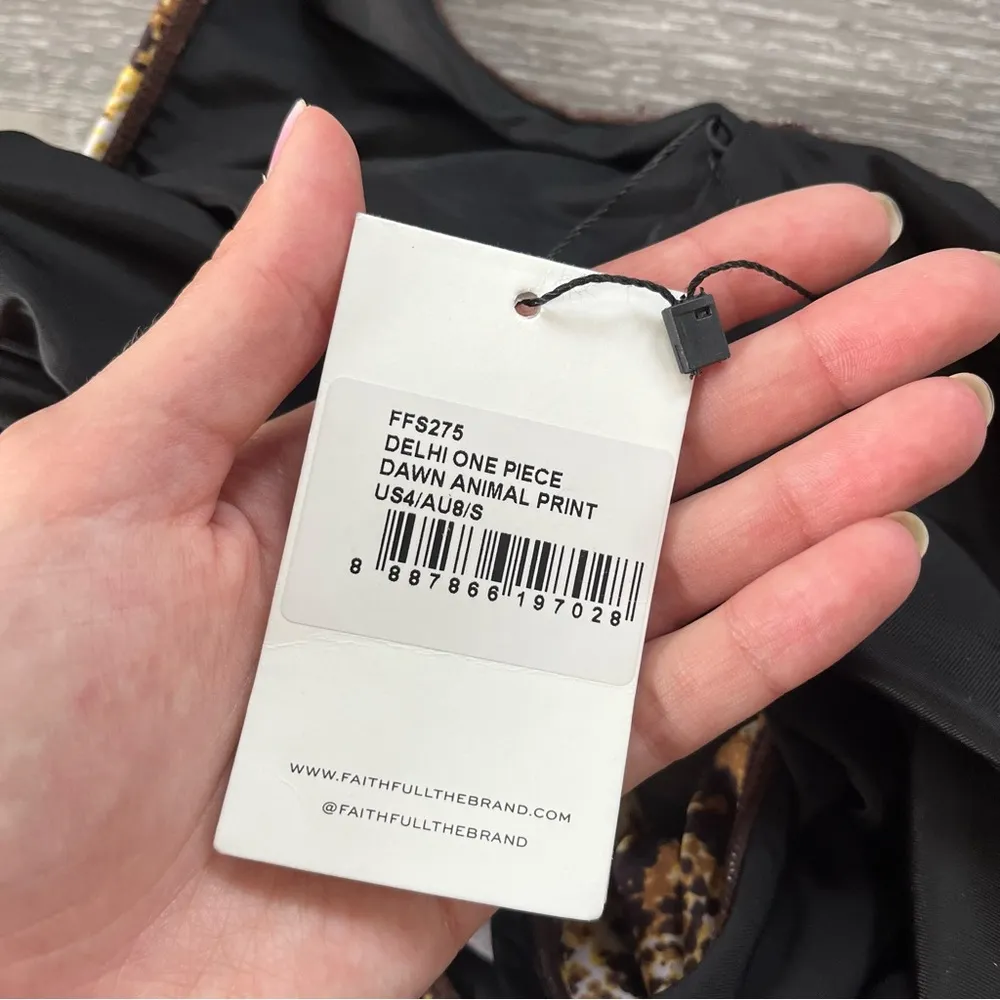 FFS275
DELHI ONE PIECE
DAWN ANIMAL PRINT
US4/AU8/S
8 887866 197028
WWW.FAITHFULLTHEBRAND.COM
@FAITHFULLTHEBRAND